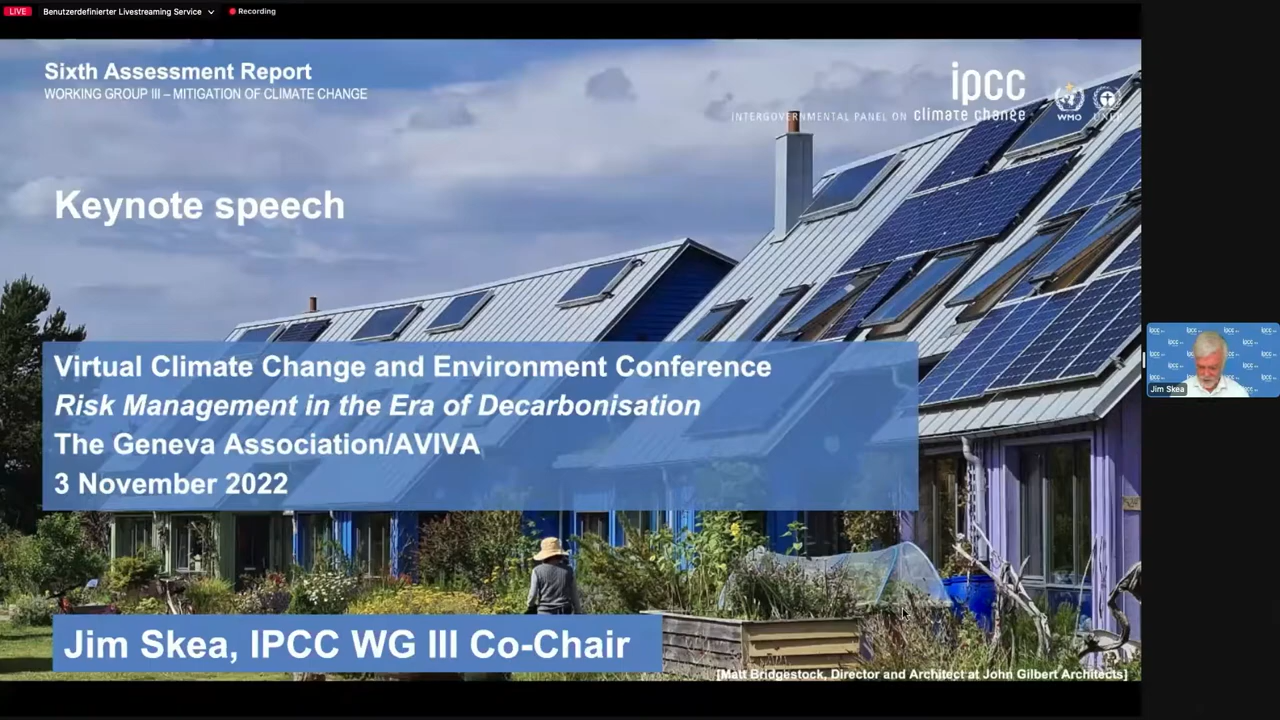 LIVE
Benutzerdefinierter Livestreaming Service
Recording
Sixth Assessment Report
WORKING GROUP III – MITIGATION OF CLIMATE CHANGE
ipcc
INTERGOVERNMENTAL PANEL ON climate change
WMO
UNEP
Keynote speech
Virtual Climate Change and Environment Conference
Risk Management in the Era of Decarbonisation
The Geneva Association/AVIVA
3 November 2022
Jim Skea, IPCC WG III Co-Chair
[Matt Bridgestock, Director and Architect at John Gilbert Architects]
Jim Skea